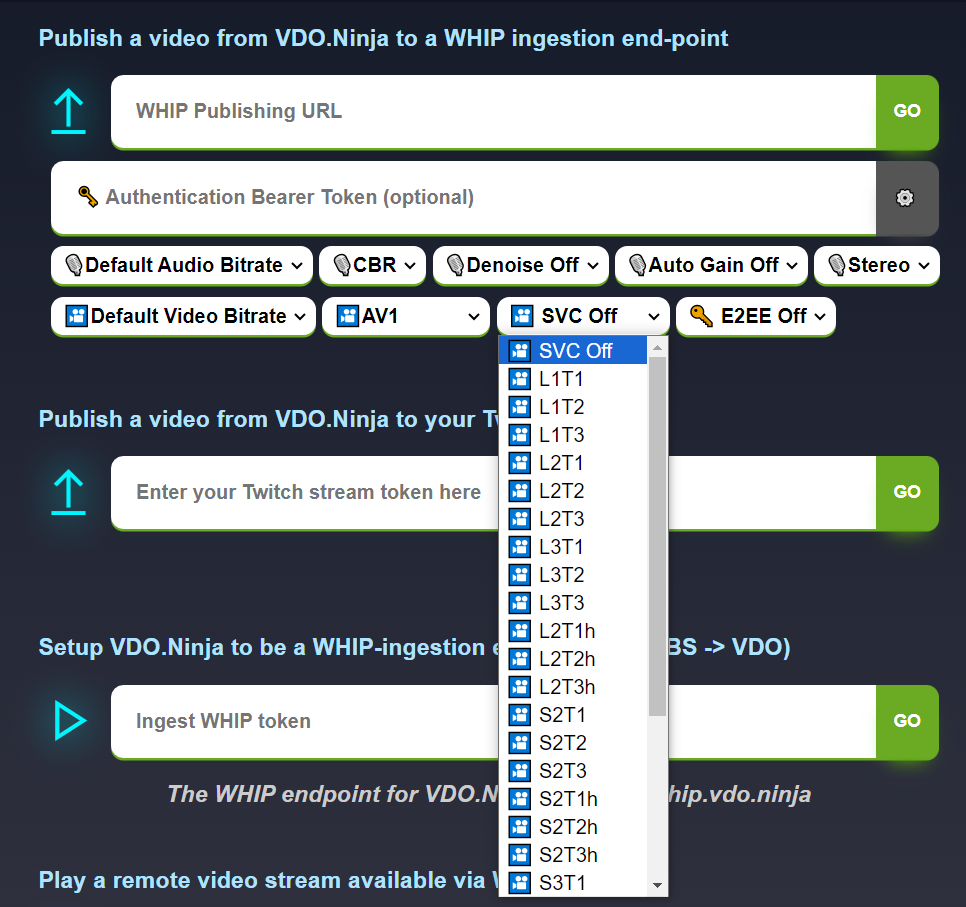 Publish a video from VDO.Ninja to a WHIP ingestion end-point
WHIP Publishing URL
GO
Authentication Bearer Token (optional)
Default Audio Bitrate
CBR
Denoise Off
Auto Gain Off
Stereo
Default Video Bitrate
AV1
SVC Off
E2EE Off
SVC Off
L1T1
L1T2
L1T3
L2T1
L2T2
L2T3
L3T1
L3T2
L3T3
L2T1h
L2T2h
L2T3h
S2T1
S2T2
S2T3
S2T1h
S2T2h
S2T3h
S3T1
Publish a video from VDO.Ninja to your
Enter your Twitch stream token here
GO
Setup VDO.Ninja to be a WHIP-ingestion BS -> VDO)
Ingest WHIP token
GO
The WHIP endpoint for VDO.N hip.vdo.ninja
Play a remote video stream available via